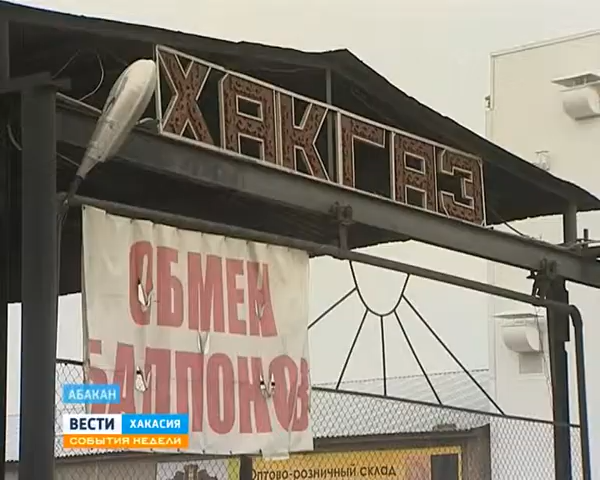 ХАКГАЗ
ОБМЕН
БАЛЛОНОВ
АБАКАН
ВЕСТИ ХАКАСИЯ
СОБЫТИЯ НЕДЕЛИ
Оптово-розничный склад